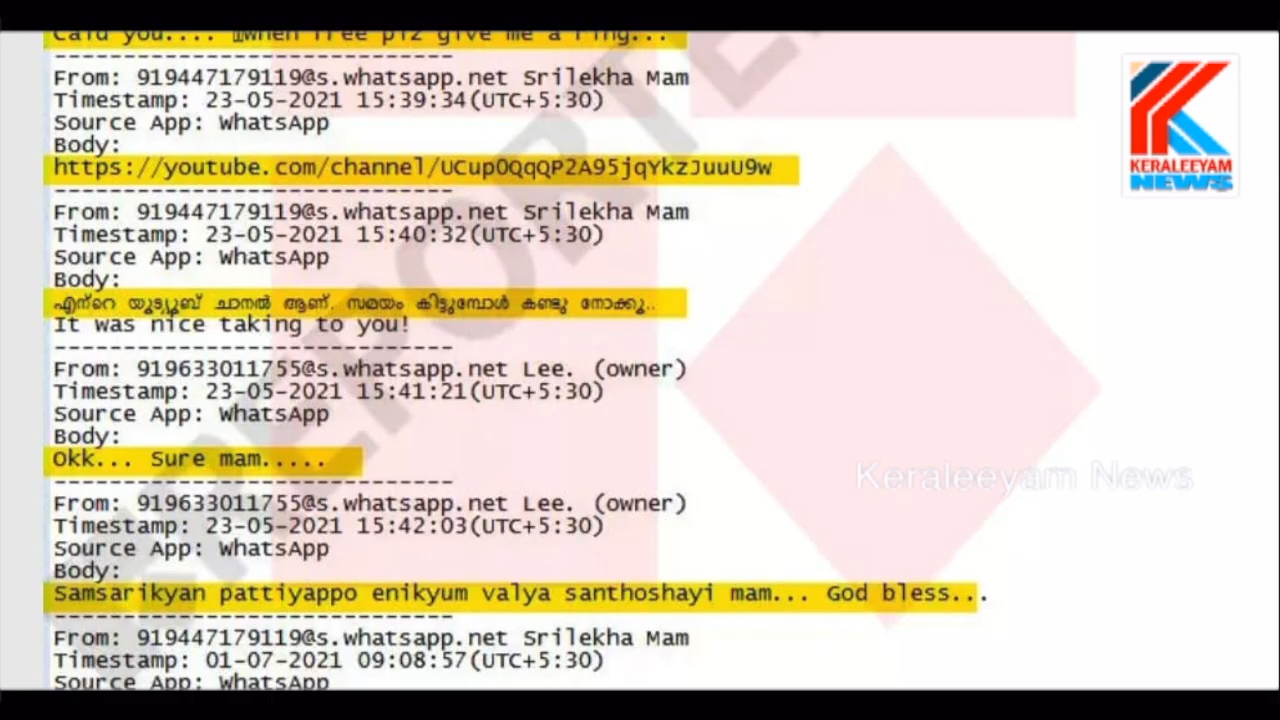 Card you.... When free plz give me a ring...
------------------------------
From: 919447179119@s.whatsapp.net Srilekha Mam
Timestamp: 23-05-2021 15:39:34(UTC+5:30)
Source App: WhatsApp
Body:
https://youtube.com/channel/UCup0QqQP2A95jqYkzJuuU9w
------------------------------
From: 919447179119@s.whatsapp.net Srilekha Mam
Timestamp: 23-05-2021 15:40:32(UTC+5:30)
Source App: WhatsApp
Body:
എന്റെ യൂട്യൂബ് ചാനൽ ആണ്. സമയം കിട്ടുമ്പോൾ കണ്ടു നോക്കൂ..
It was nice taking to you!
------------------------------
From: 919633011755@s.whatsapp.net Lee. (owner)
Timestamp: 23-05-2021 15:41:21(UTC+5:30)
Source App: WhatsApp
Body:
Okk... Sure mam.....
------------------------------
From: 919633011755@s.whatsapp.net Lee. (owner)
Timestamp: 23-05-2021 15:42:03(UTC+5:30)
Source App: WhatsApp
Body:
Samsarikyan pattiyappo enikyum valya santhoshayi mam... God bless...
------------------------------
From: 919447179119@s.whatsapp.net Srilekha Mam
Timestamp: 01-07-2021 09:08:57(UTC+5:30)
Source App: WhatsApp
KERALEEYAM
NEWS
Keraleeyam News
REPORTE